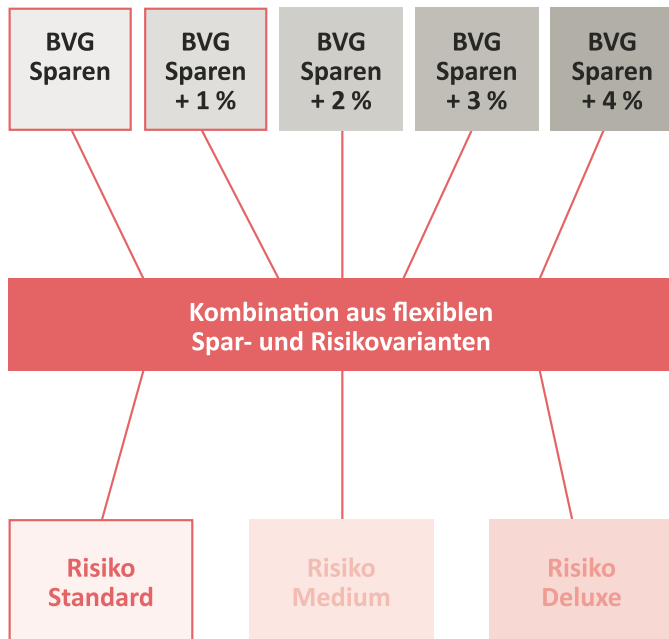 BVG
Sparen
BVG
Sparen
+ 1 %
BVG
Sparen
+ 2 %
BVG
Sparen
+ 3 %
BVG
Sparen
+ 4 %
Kombination aus flexiblen
Spar- und Risikovarianten
Risiko
Standard
Risiko
Medium
Risiko
Deluxe